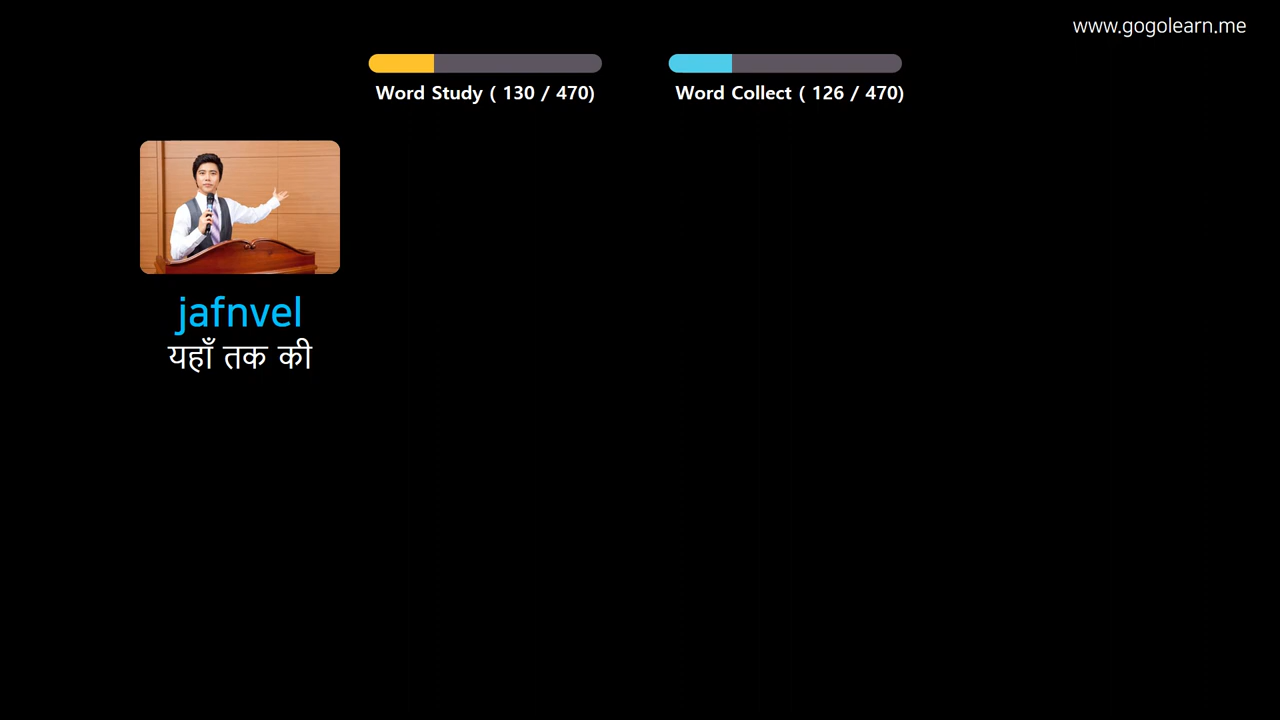 www.gogolearn.me
Word Study ( 130 / 470)
Word Collect ( 126 / 470)
jafnvel
यहाँ तक की